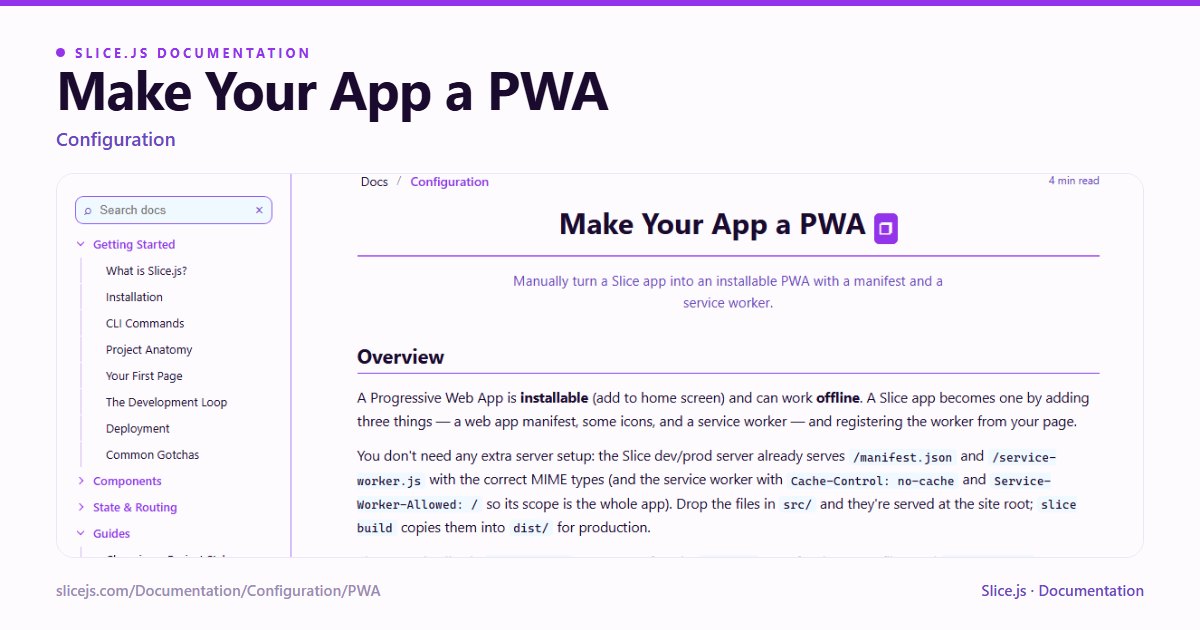 SLICE.JS DOCUMENTATION
Make Your App a PWA
Configuration
Search docs ×
Getting Started
What is Slice.js?
Installation
CLI Commands
Project Anatomy
Your First Page
The Development Loop
Deployment
Common Gotchas
Components
State & Routing
Guides
Docs / Configuration
4 min read
Make Your App a PWA
Manually turn a Slice app into an installable PWA with a manifest and a
service worker.
Overview
A Progressive Web App is installable (add to home screen) and can work offline. A Slice app becomes one by adding
three things — a web app manifest, some icons, and a service worker — and registering the worker from your page.
You don't need any extra server setup: the Slice dev/prod server already serves /manifest.json and /service-
worker.js with the correct MIME types (and the service worker with Cache-Control: no-cache and Service-
Worker-Allowed: / so its scope is the whole app). Drop the files in src/ and they're served at the site root; slice
build copies them into dist/ for production.
slicejs.com/Documentation/Configuration/PWA
Slice.js · Documentation